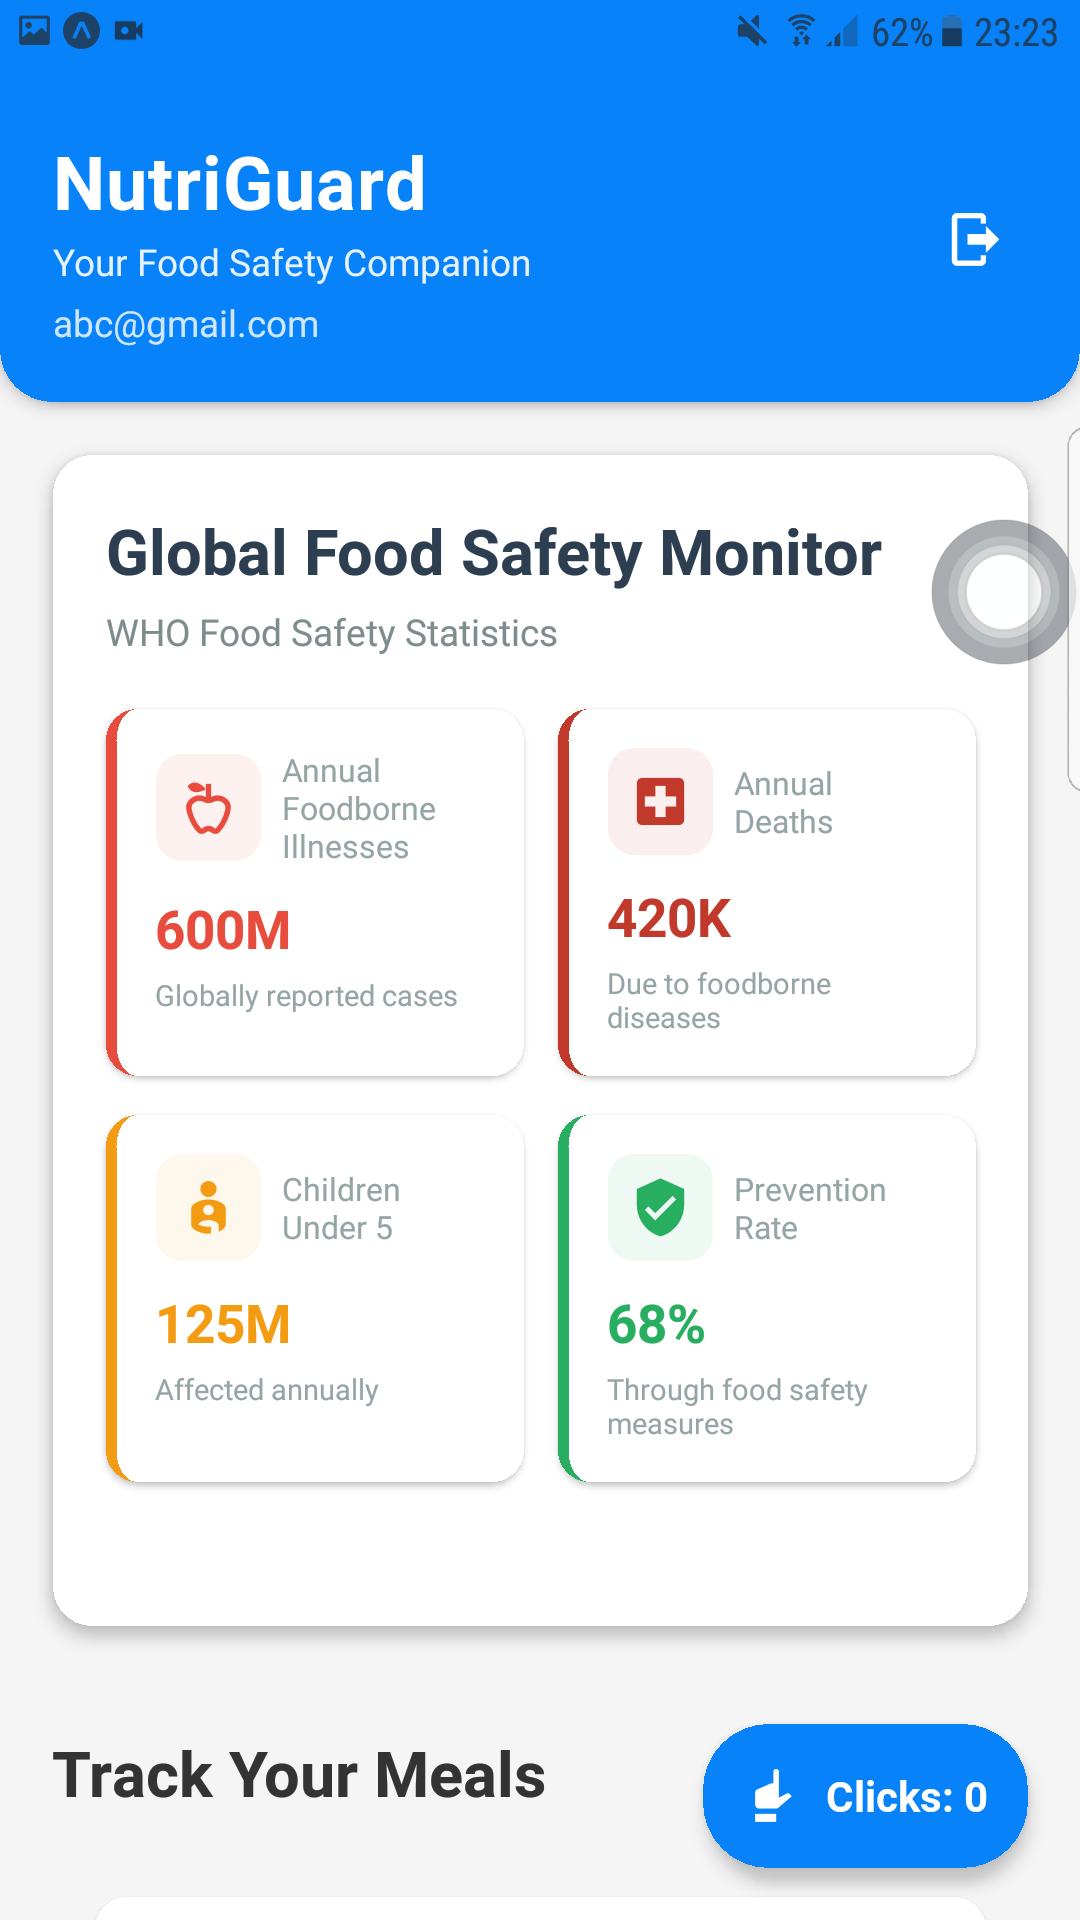 62% 23:23
NutriGuard
Your Food Safety Companion
abc@gmail.com
Global Food Safety Monitor
WHO Food Safety Statistics
Annual
Foodborne
Illnesses
600M
Globally reported cases
Annual
Deaths
420K
Due to foodborne
diseases
Children
Under 5
125M
Affected annually
Prevention
Rate
68%
Through food safety
measures
Track Your Meals
Clicks: 0